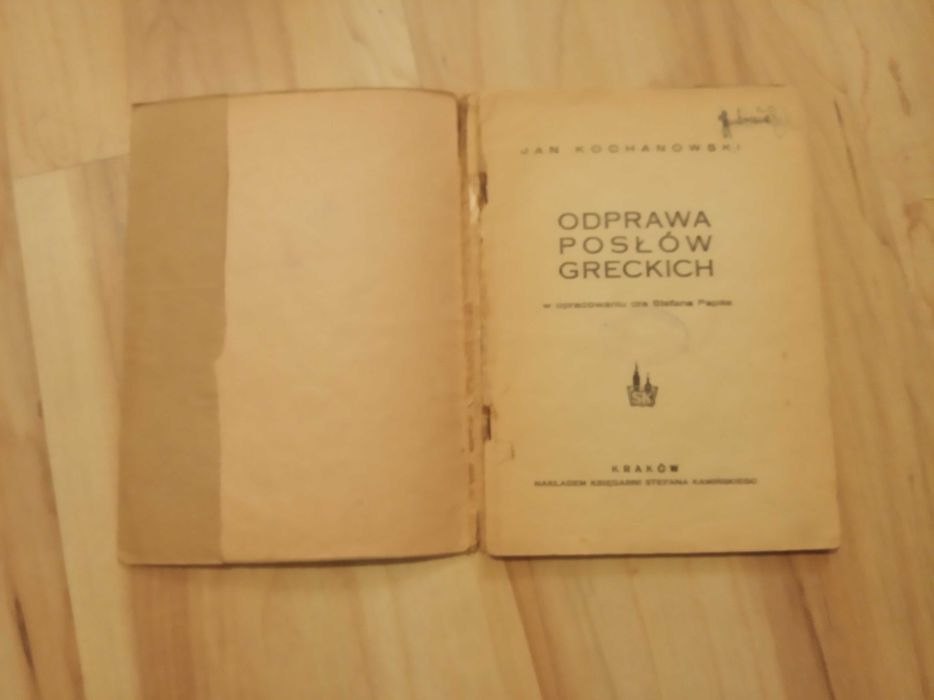 JAN KOCHANOWSKI
ODPRAWA
POSŁÓW
GRECKICH
w opracowaniu dra Stefana Papée
SK
KRAKÓW
NAKŁADEM KSIĘGARNI STEFANA KAMIŃSKIEGO